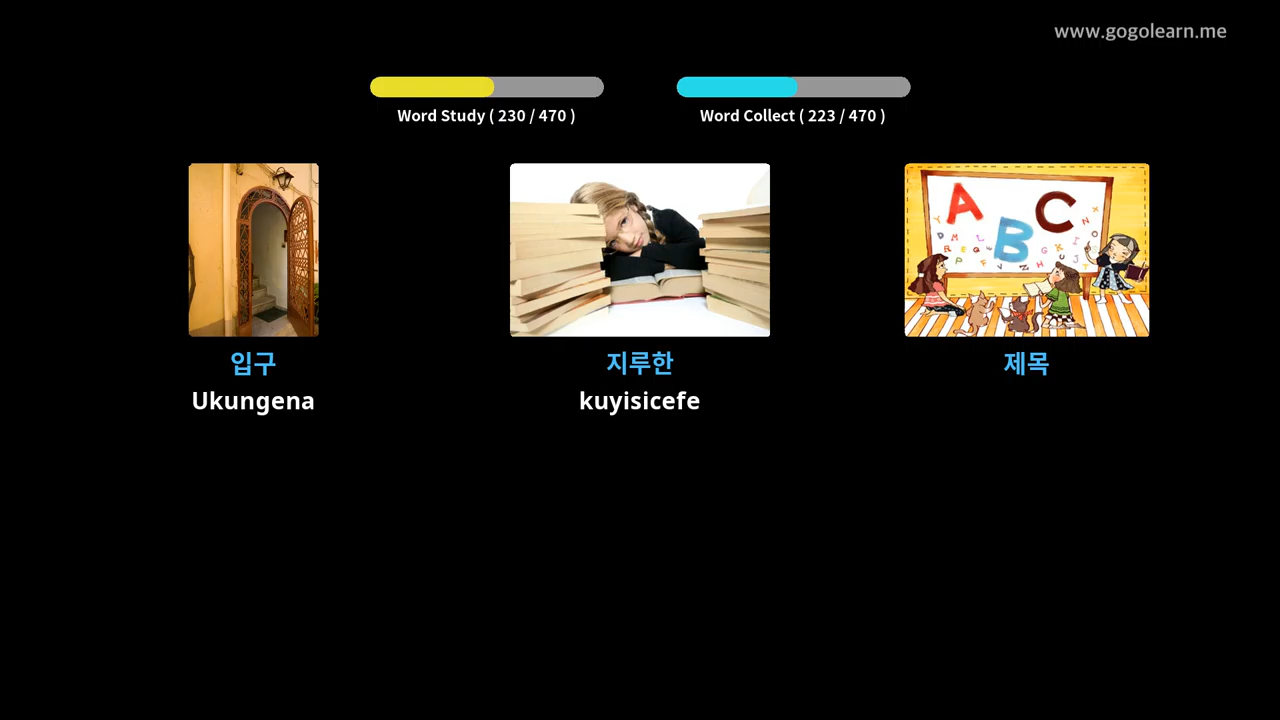 www.gogolearn.me
Word Study ( 230 / 470 )
Word Collect ( 223 / 470 )
입구
지루한
제목
Ukungena
kuyisicefe
A B C